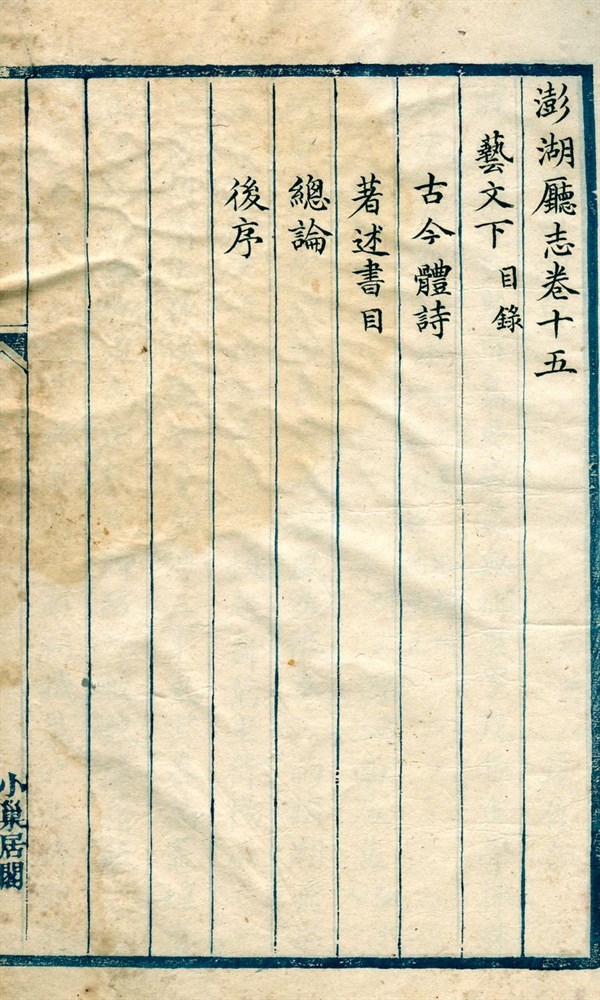 澎湖廳志卷十五
藝文下 目錄
古今體詩
著述書目
總論
後序
小巢居閣